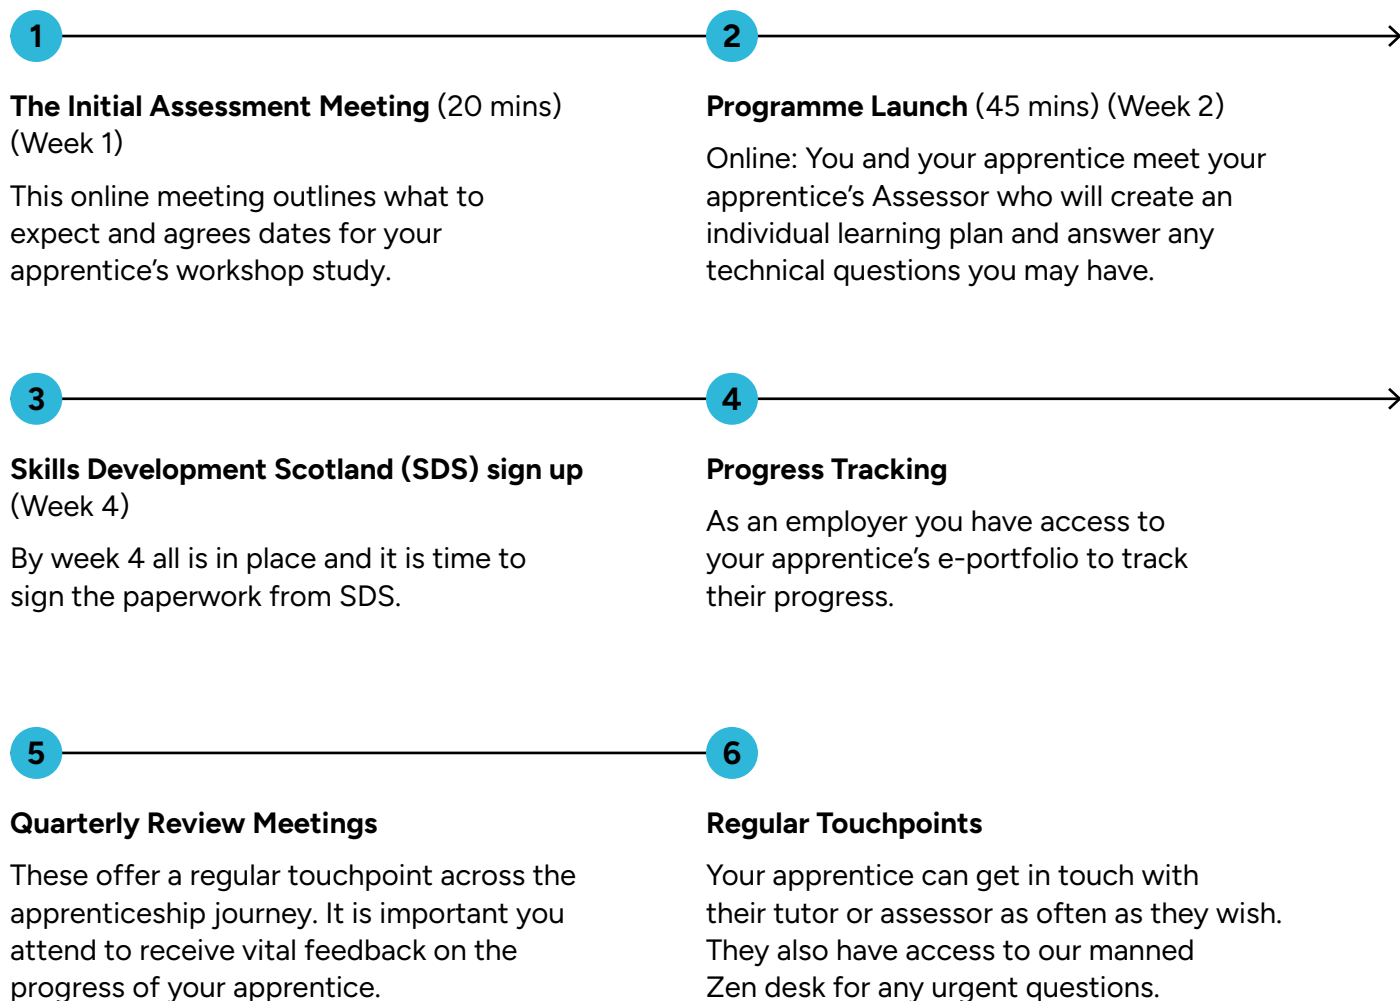 1
The Initial Assessment Meeting (20 mins)
(Week 1)
This online meeting outlines what to
expect and agrees dates for your
apprentice’s workshop study.
2
Programme Launch (45 mins) (Week 2)
Online: You and your apprentice meet your
apprentice’s Assessor who will create an
individual learning plan and answer any
technical questions you may have.
3
Skills Development Scotland (SDS) sign up
(Week 4)
By week 4 all is in place and it is time to
sign the paperwork from SDS.
4
Progress Tracking
As an employer you have access to
your apprentice’s e-portfolio to track
their progress.
5
Quarterly Review Meetings
These offer a regular touchpoint across the
apprenticeship journey. It is important you
attend to receive vital feedback on the
progress of your apprentice.
6
Regular Touchpoints
Your apprentice can get in touch with
their tutor or assessor as often as they wish.
They also have access to our manned
Zen desk for any urgent questions.